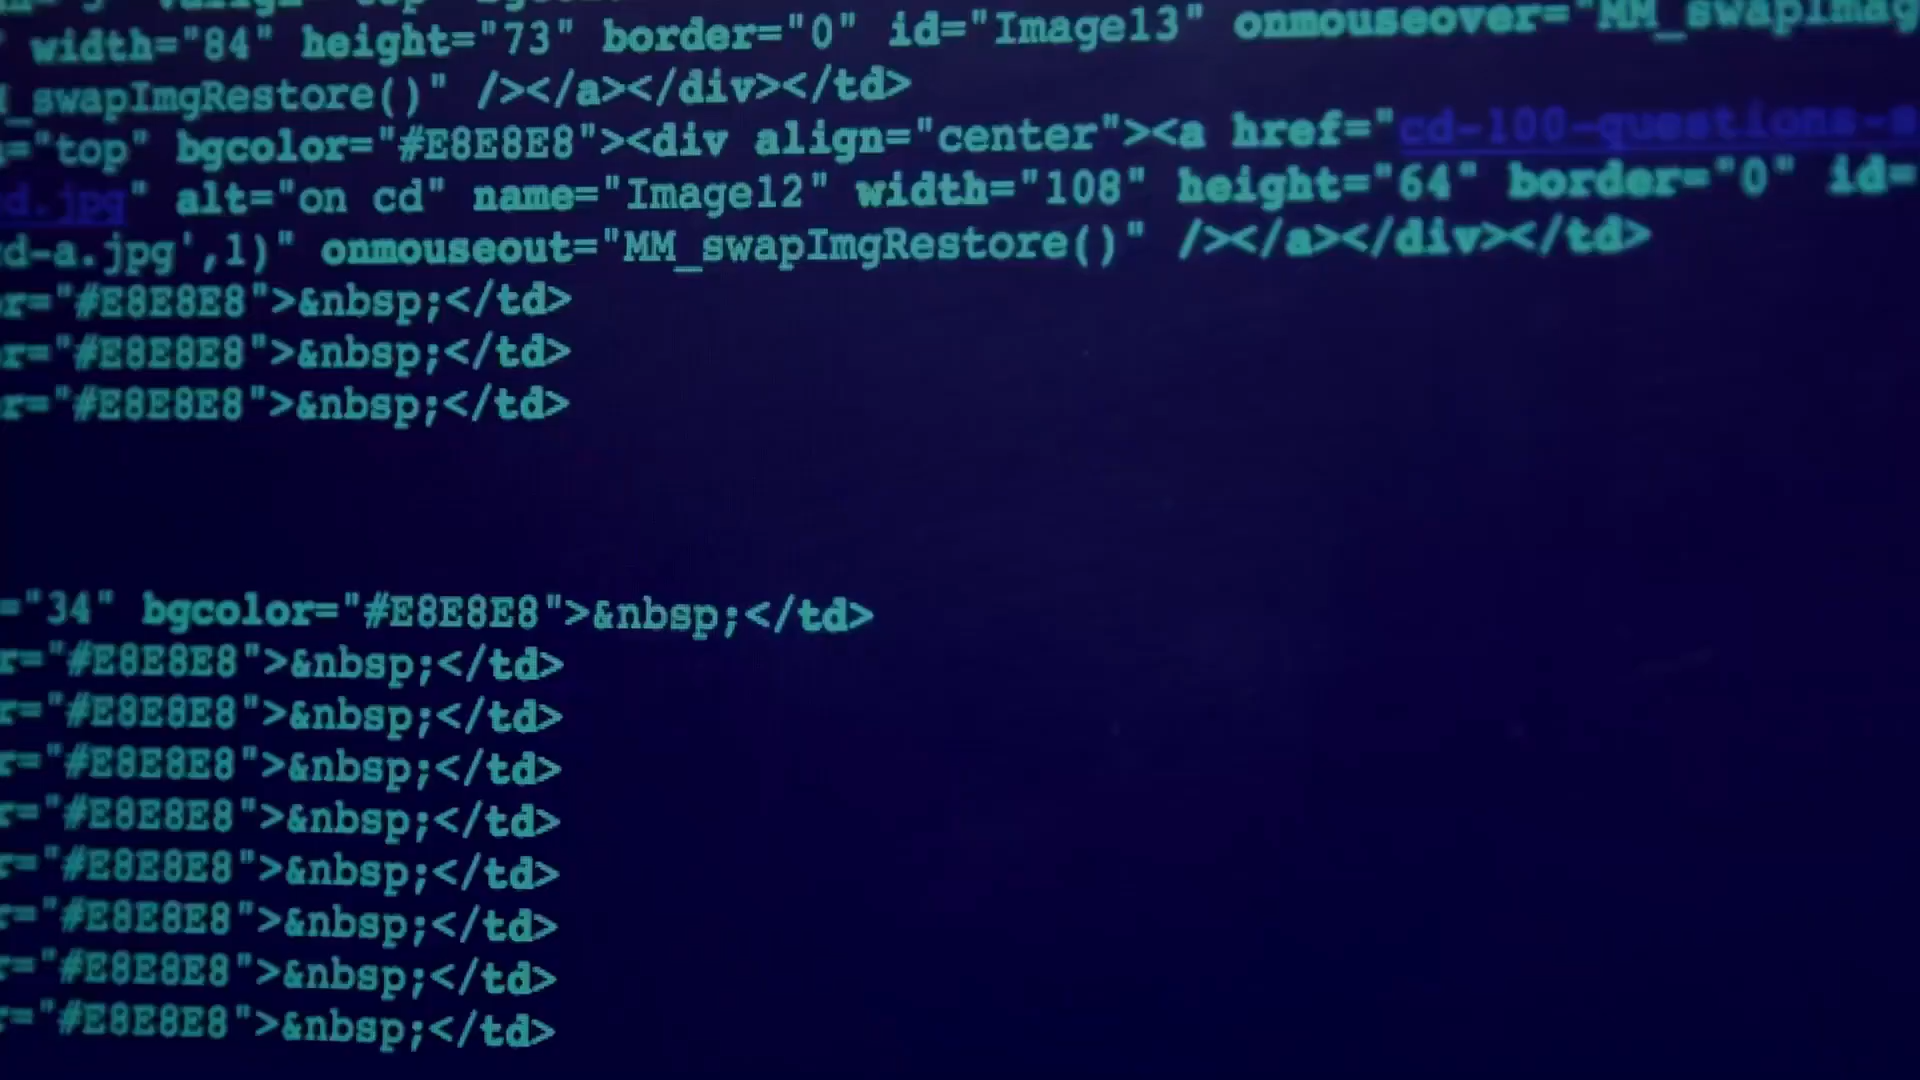 width="84" height="73" border="0" id="Image13" onmouseover="MM_swapImag
_swapImgRestore()" /></a></div></td>
="top" bgcolor="#E8E8E8"><div align="center"><a href="cd-100-questions-
d.jpg" alt="on cd" name="Image12" width="108" height="64" border="0" id=
d-a.jpg',1)" onmouseout="MM_swapImgRestore()" /></a></div></td>
r="#E8E8E8">&nbsp;</td>
r="#E8E8E8">&nbsp;</td>
r="#E8E8E8">&nbsp;</td>
="34" bgcolor="#E8E8E8">&nbsp;</td>
r="#E8E8E8">&nbsp;</td>
r="#E8E8E8">&nbsp;</td>
r="#E8E8E8">&nbsp;</td>
r="#E8E8E8">&nbsp;</td>
r="#E8E8E8">&nbsp;</td>
r="#E8E8E8">&nbsp;</td>
r="#E8E8E8">&nbsp;</td>
r="#E8E8E8">&nbsp;</td>